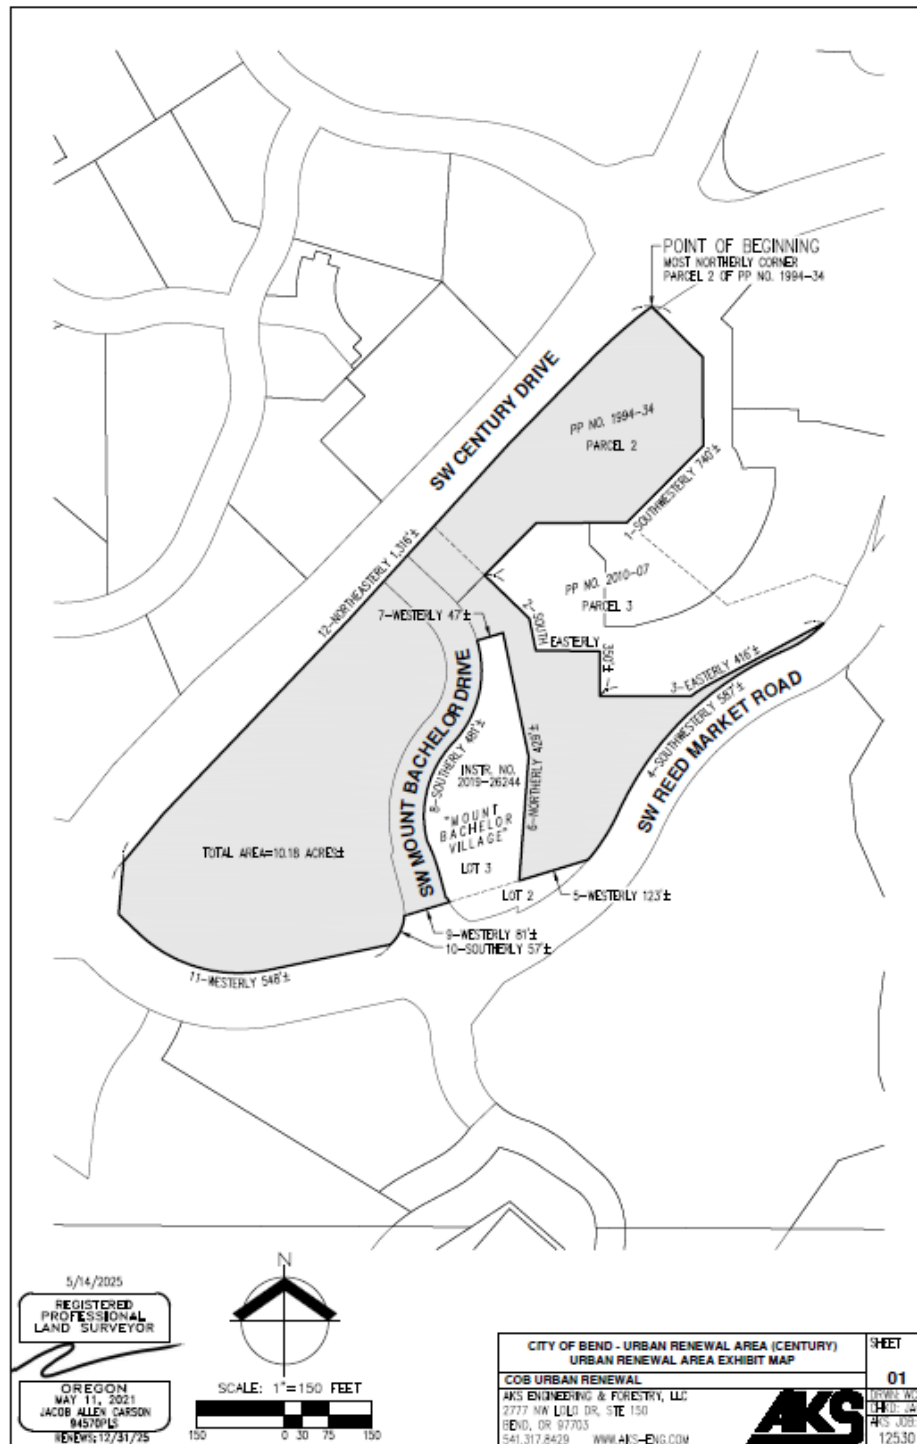 POINT OF BEGINNING
MOST NORTHERLY CORNER
PARCEL 2 OF PP NO. 1994-34
SW CENTURY DRIVE
PP NO. 1994-34
PARCEL 2
1-SOUTHWESTERLY 740'±
12-NORTHEASTERLY 1,316'±
PP NO. 2010-07
PARCEL 3
7-WESTERLY 47'±
2-SOUTHEASTERLY 350'±
3-EASTERLY 416'±
4-SOUTHWESTERLY 587'±
SW REED MARKET ROAD
SW MOUNT BACHELOR DRIVE
8-SOUTHERLY 481'±
6-NORTHERLY 429'±
INSTR. NO.
2019-26244
"MOUNT
BACHELOR
VILLAGE"
LOT 3
TOTAL AREA=10.18 ACRES±
LOT 2
5-WESTERLY 123'±
9-WESTERLY 81'±
10-SOUTHERLY 57'±
11-WESTERLY 548'±
5/14/2025
REGISTERED
PROFESSIONAL
LAND SURVEYOR
OREGON
MAY 11, 2021
JACOB ALLEN CARSON
94570PLS
RENEWS: 12/31/25
N
SCALE: 1"=150 FEET
150 0 30 75 150
CITY OF BEND - URBAN RENEWAL AREA (CENTURY)
URBAN RENEWAL AREA EXHIBIT MAP
SHEET
01
COB URBAN RENEWAL
AKS ENGINEERING & FORESTRY, LLC
2777 NW LOLO DR, STE 150
BEND, OR 97703
541.317.8429 WWW.AKS-ENG.COM
AKS
DRWN: WC
CHKD: JA
AKS JOB:
12530